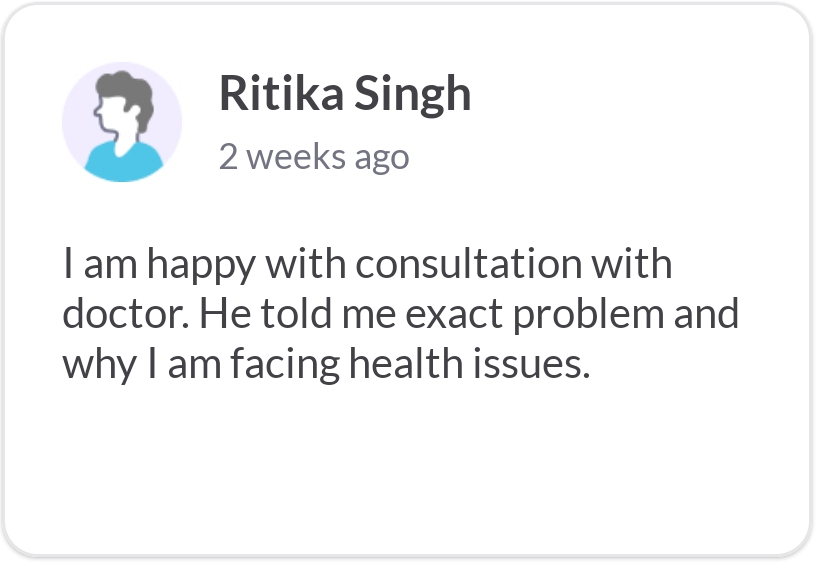 Ritika Singh
2 weeks ago
I am happy with consultation with
doctor. He told me exact problem and
why I am facing health issues.